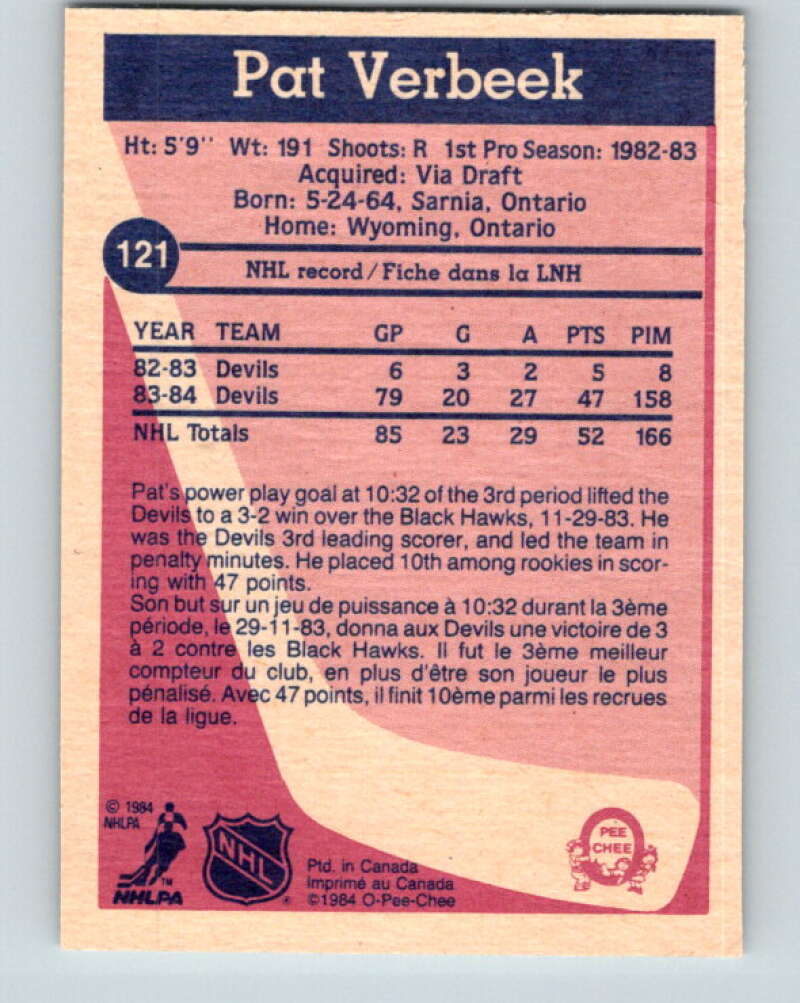 Pat Verbeek
Ht: 5'9'' Wt: 191 Shoots: R 1st Pro Season: 1982-83
Acquired: Via Draft
Born: 5-24-64, Sarnia, Ontario
Home: Wyoming, Ontario
121
NHL record/Fiche dans la LNH
YEAR TEAM GP G A PTS PIM
82-83 Devils 6 3 2 5 8
83-84 Devils 79 20 27 47 158
NHL Totals 85 23 29 52 166
Pat's power play goal at 10:32 of the 3rd period lifted the
Devils to a 3-2 win over the Black Hawks, 11-29-83. He
was the Devils 3rd leading scorer, and led the team in
penalty minutes. He placed 10th among rookies in scor-
ing with 47 points.
Son but sur un jeu de puissance à 10:32 durant la 3ème
période, le 29-11-83, donna aux Devils une victoire de 3
à 2 contre les Black Hawks. Il fut le 3ème meilleur
compteur du club, en plus d'être son joueur le plus
pénalisé. Avec 47 points, il finit 10ème parmi les recrues
de la ligue.
© 1984
NHLPA
TM
NHLPA
NHL
Ptd. in Canada
Imprimé au Canada
©1984 O-Pee-Chee
PEE
CHEE